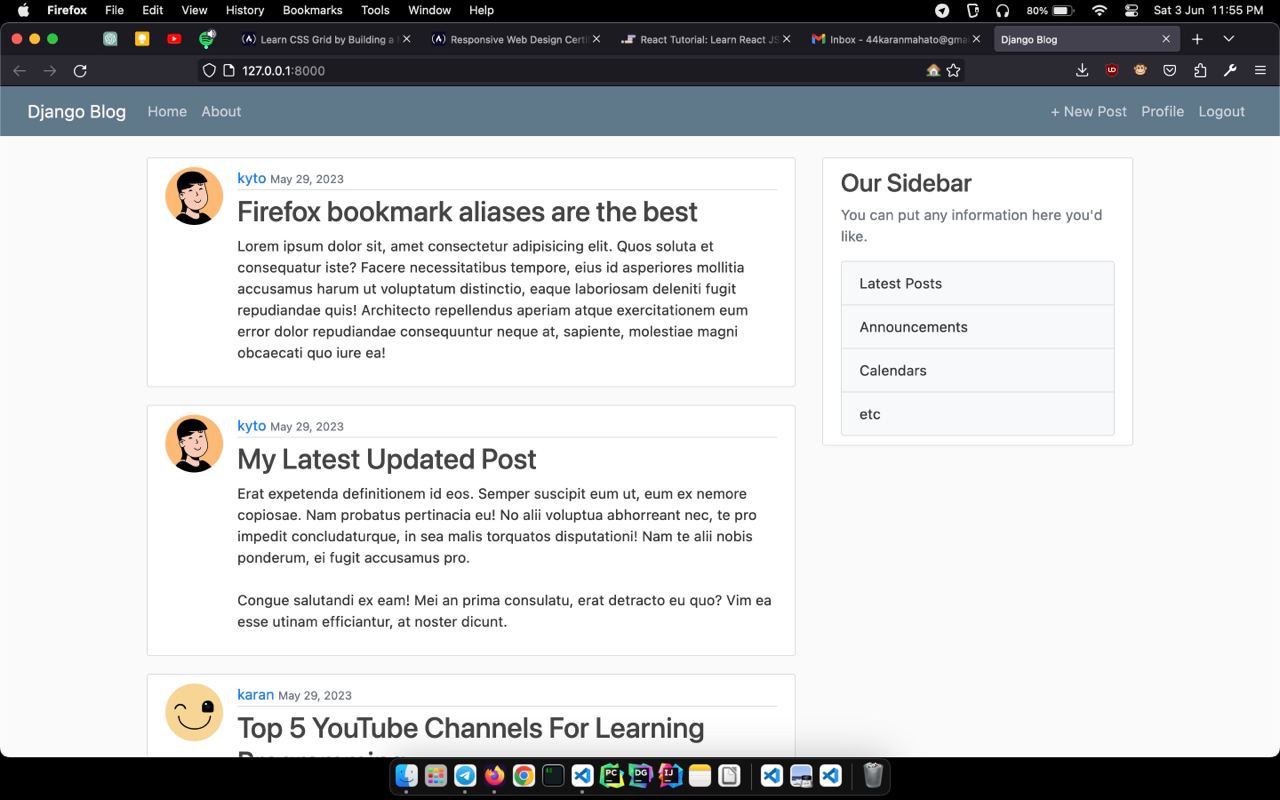 Firefox File Edit View History Bookmarks Tools Window Help 80% Sat 3 Jun 11:55 PM
Learn CSS Grid by Building a Responsive Web Design Certi React Tutorial: Learn React JS Inbox - 44karanmahato@gma Django Blog
127.0.0.1:8000
Django Blog Home About + New Post Profile Logout
kyto May 29, 2023
Firefox bookmark aliases are the best
Lorem ipsum dolor sit, amet consectetur adipisicing elit. Quos soluta et
consequatur iste? Facere necessitatibus tempore, eius id asperiores mollitia
accusamus harum ut voluptatum distinctio, eaque laboriosam deleniti fugit
repudiandae quis! Architecto repellendus aperiam atque exercitationem eum
error dolor repudiandae consequuntur neque at, sapiente, molestiae magni
obcaecati quo iure ea!
kyto May 29, 2023
My Latest Updated Post
Erat expetenda definitionem id eos. Semper suscipit eum ut, eum ex nemore
copiosae. Nam probatus pertinacia eu! No alii voluptua abhorreant nec, te pro
impedit concludaturque, in sea malis torquatos disputationi! Nam te alii nobis
ponderum, ei fugit accusamus pro.
Congue salutandi ex eam! Mei an prima consulatu, erat detracto eu quo? Vim ea
esse utinam efficiantur, at noster dicunt.
karan May 29, 2023
Top 5 YouTube Channels For Learning
Our Sidebar
You can put any information here you'd
like.
Latest Posts
Announcements
Calendars
etc
PC DG IJ